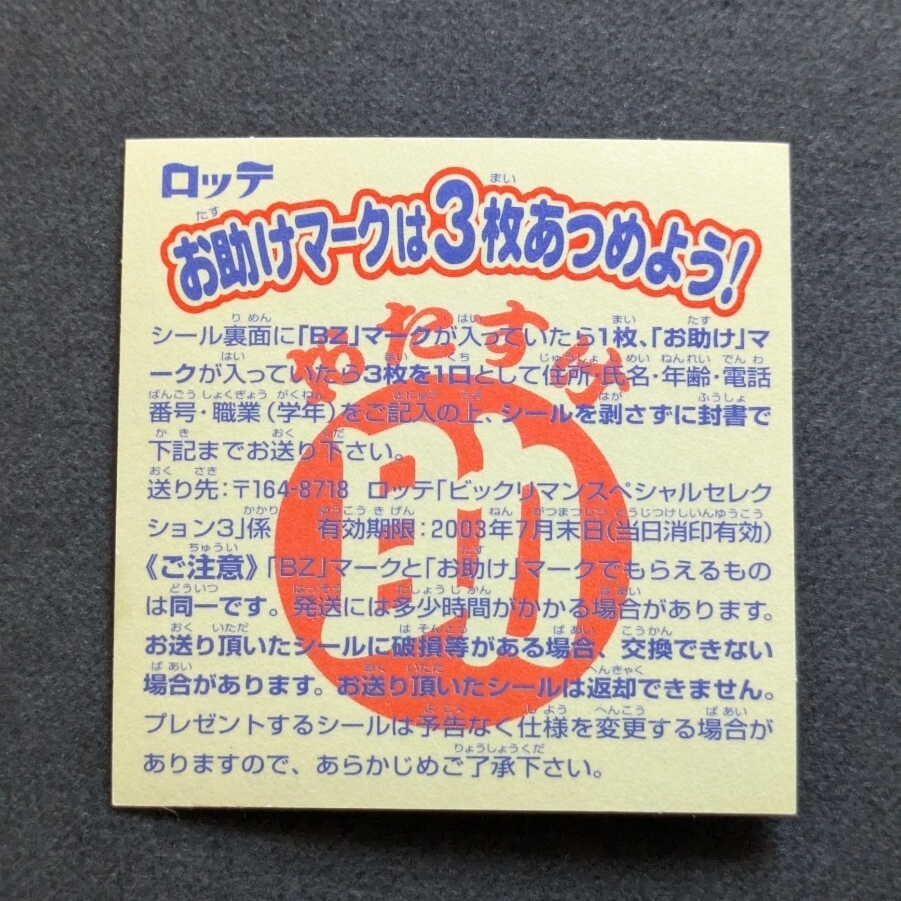 ロッテ
お助けマークは3枚あつめよう!
シール裏面に「BZ」マークが入っていたら1枚、「お助け」マ
ークが入っていたら3枚を1口として住所・氏名・年齢・電話
番号・職業(学年)をご記入の上、シールを剥さずに封書で
下記までお送り下さい。
送り先:〒164-8718 ロッテ「ビックリマンスペシャルセレク
ション3」係 有効期限:2003年7月末日(当日消印有効)
《ご注意》「BZ」マークと「お助け」マークでもらえるもの
は同一です。発送には多少時間がかかる場合があります。
お送り頂いたシールに破損等がある場合、交換できない
場合があります。お送り頂いたシールは返却できません。
プレゼントするシールは予告なく仕様を変更する場合が
ありますので、あらかじめご了承下さい。
助